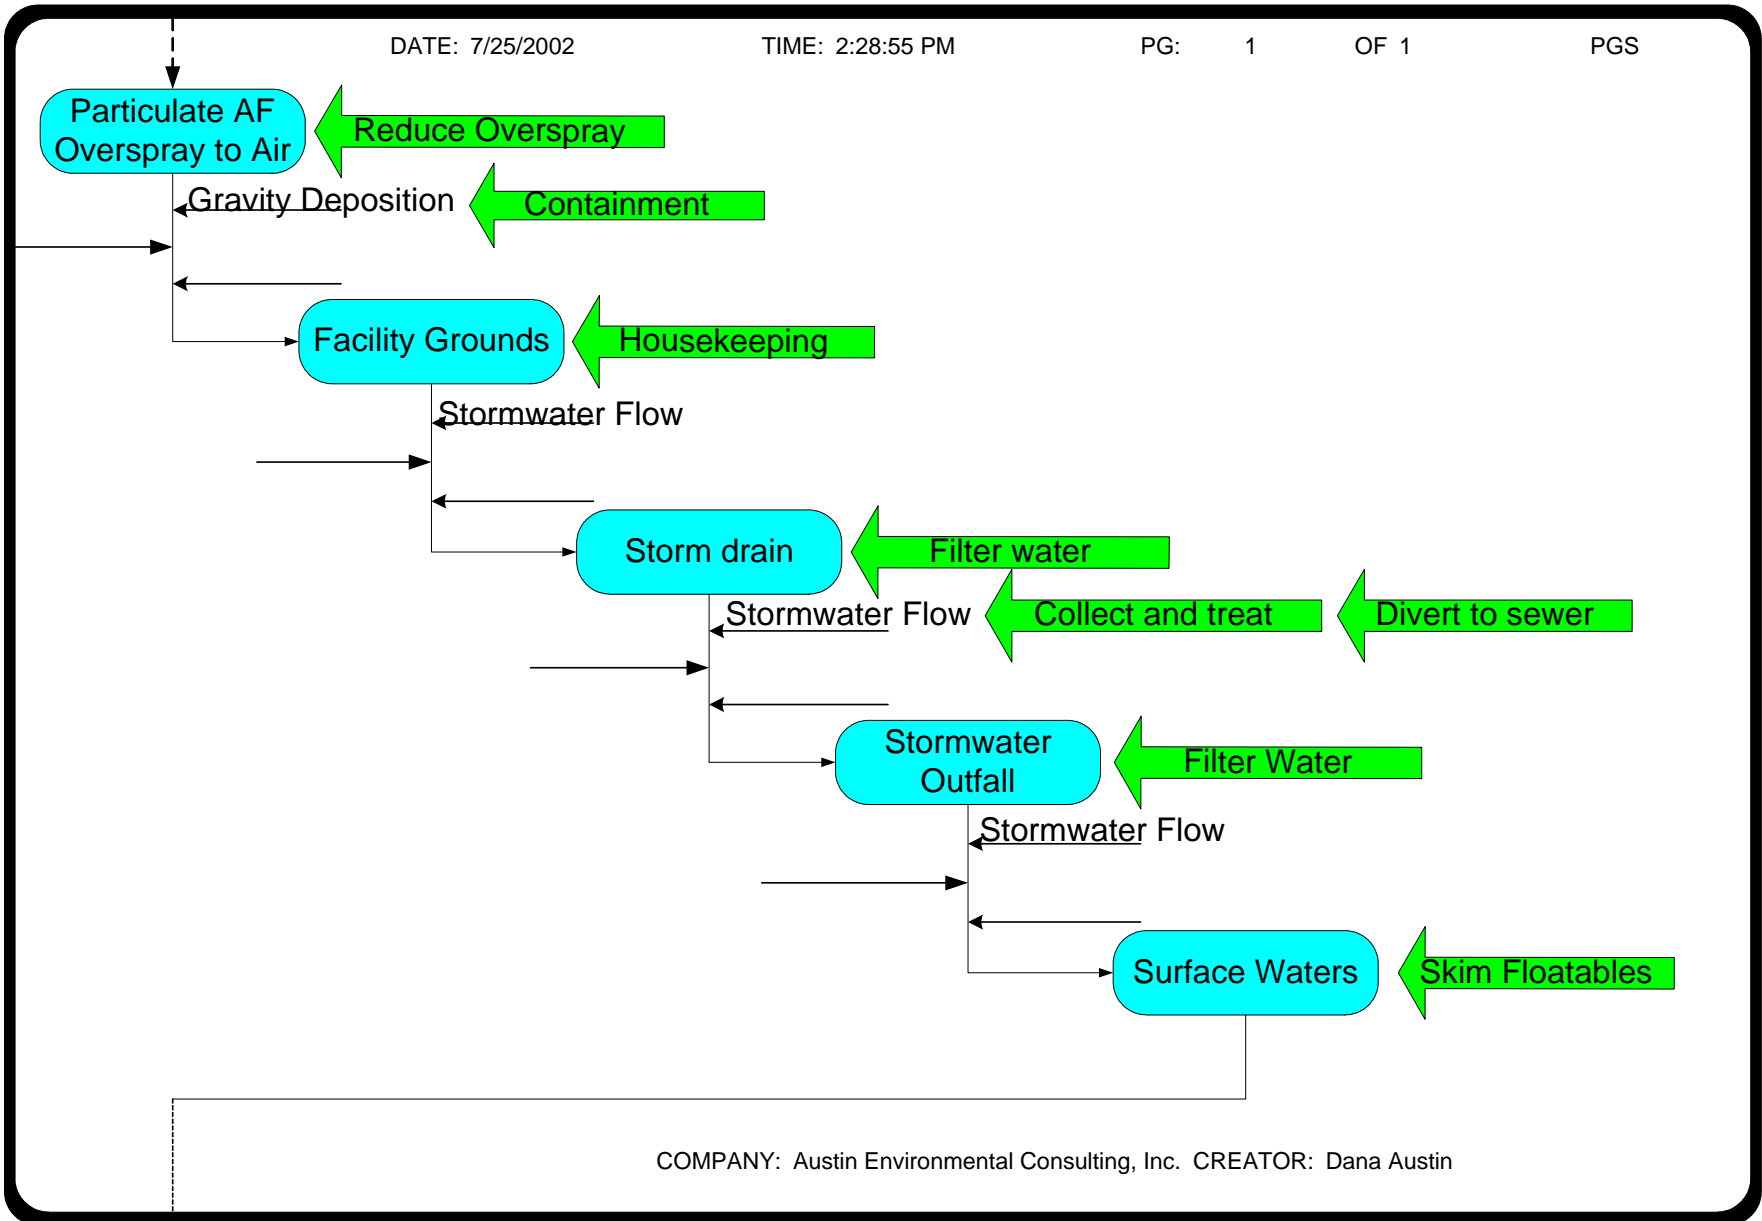 DATE: 7/25/2002 TIME: 2:28:55 PM PG: 1 OF 1 PGS
Particulate AF
Overspray to Air
Reduce Overspray
Gravity Deposition
Containment
Facility Grounds
Housekeeping
Stormwater Flow
Storm drain
Filter water
Stormwater Flow
Collect and treat
Divert to sewer
Stormwater
Outfall
Filter Water
Stormwater Flow
Surface Waters
Skim Floatables
COMPANY: Austin Environmental Consulting, Inc. CREATOR: Dana Austin